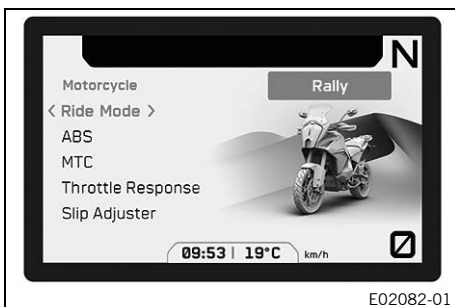 N
Motorcycle
Rally
< Ride Mode >
ABS
MTC
Throttle Response
Slip Adjuster
09:53 | 19°C km/h
E02082-01